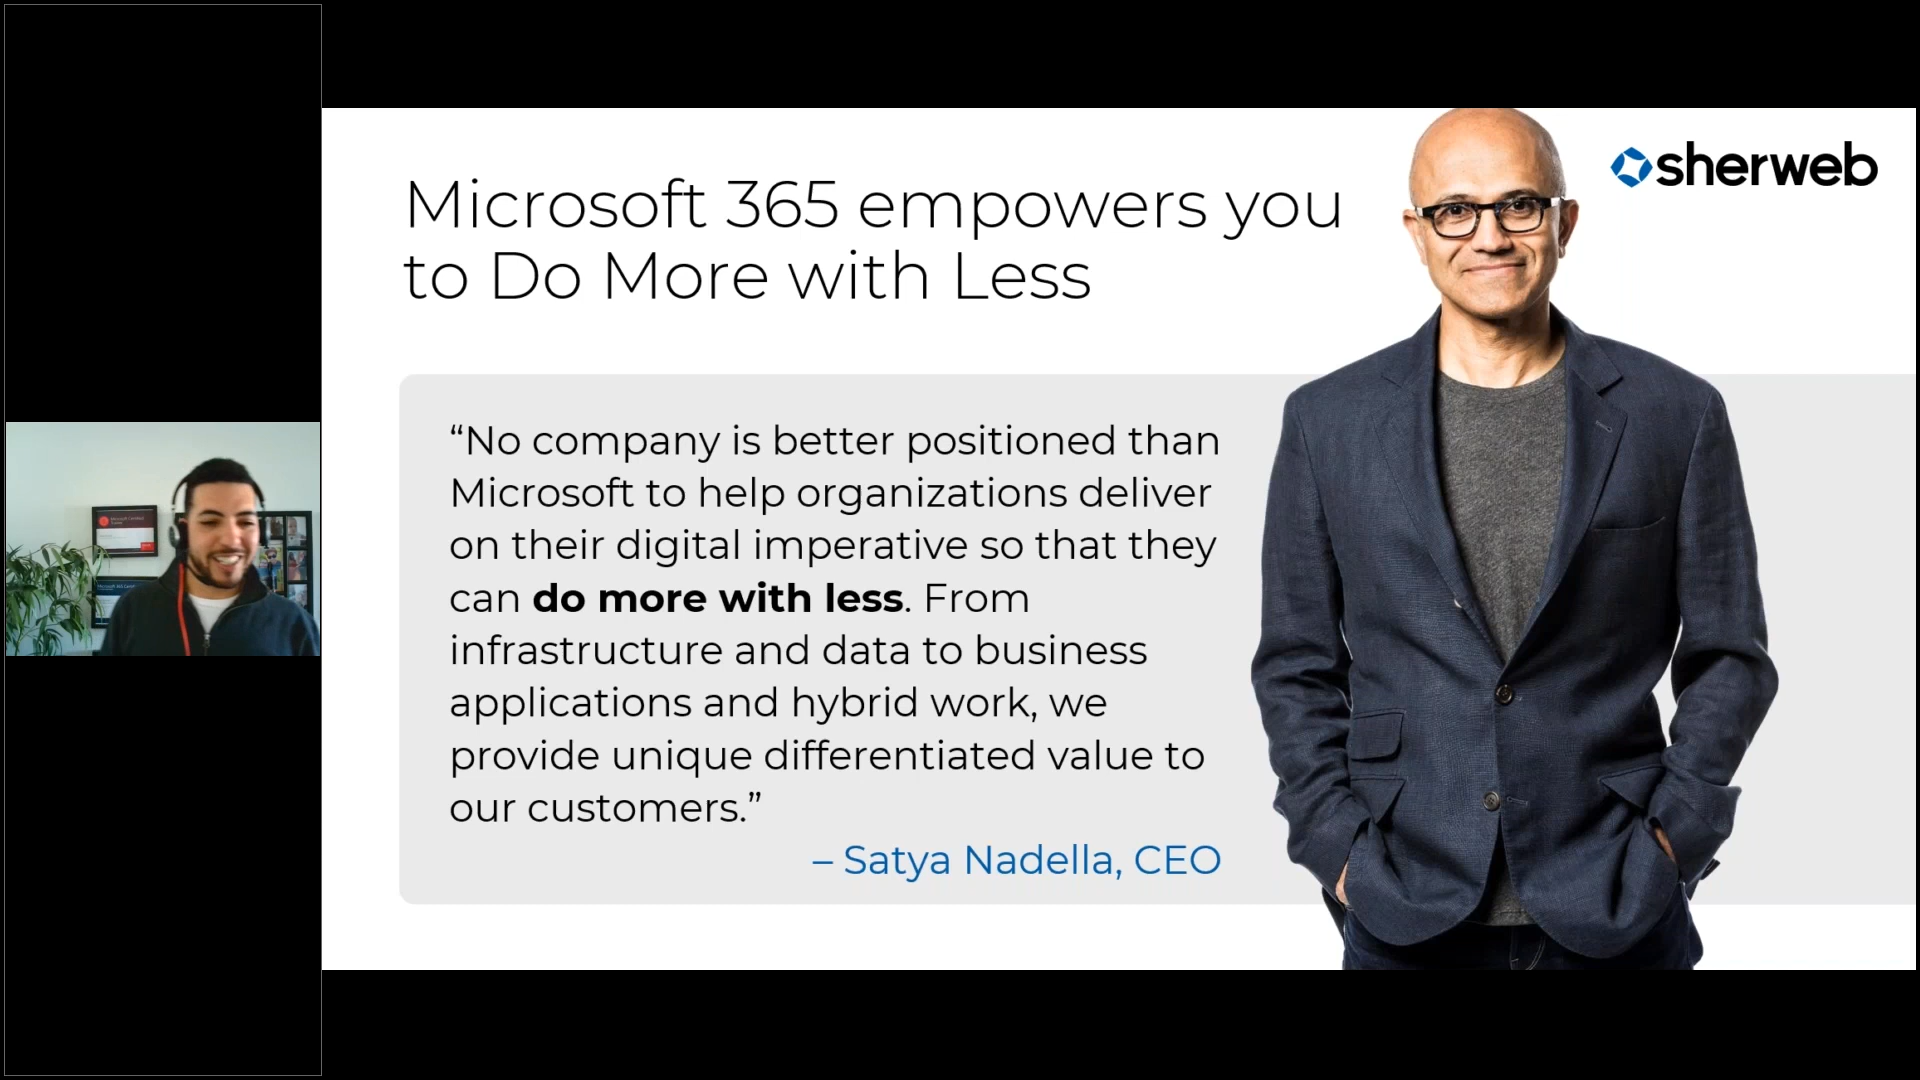 sherweb
Microsoft 365 empowers you
to Do More with Less
“No company is better positioned than
Microsoft to help organizations deliver
on their digital imperative so that they
can do more with less. From
infrastructure and data to business
applications and hybrid work, we
provide unique differentiated value to
our customers.”
– Satya Nadella, CEO